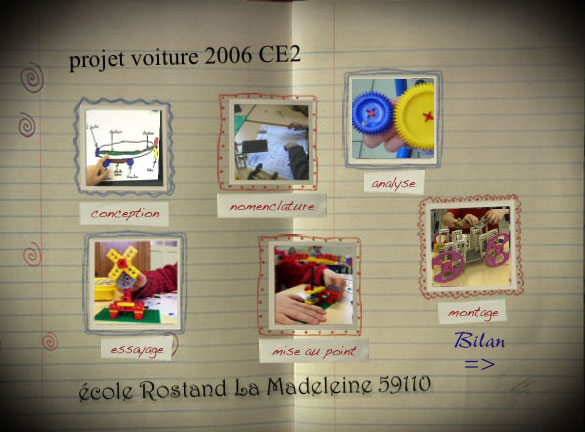 projet voiture 2006 CE2
analyse
conception
nomenclature
montage
essayage
mise au point
Bilan
=>
école Rostand La Madeleine 59110